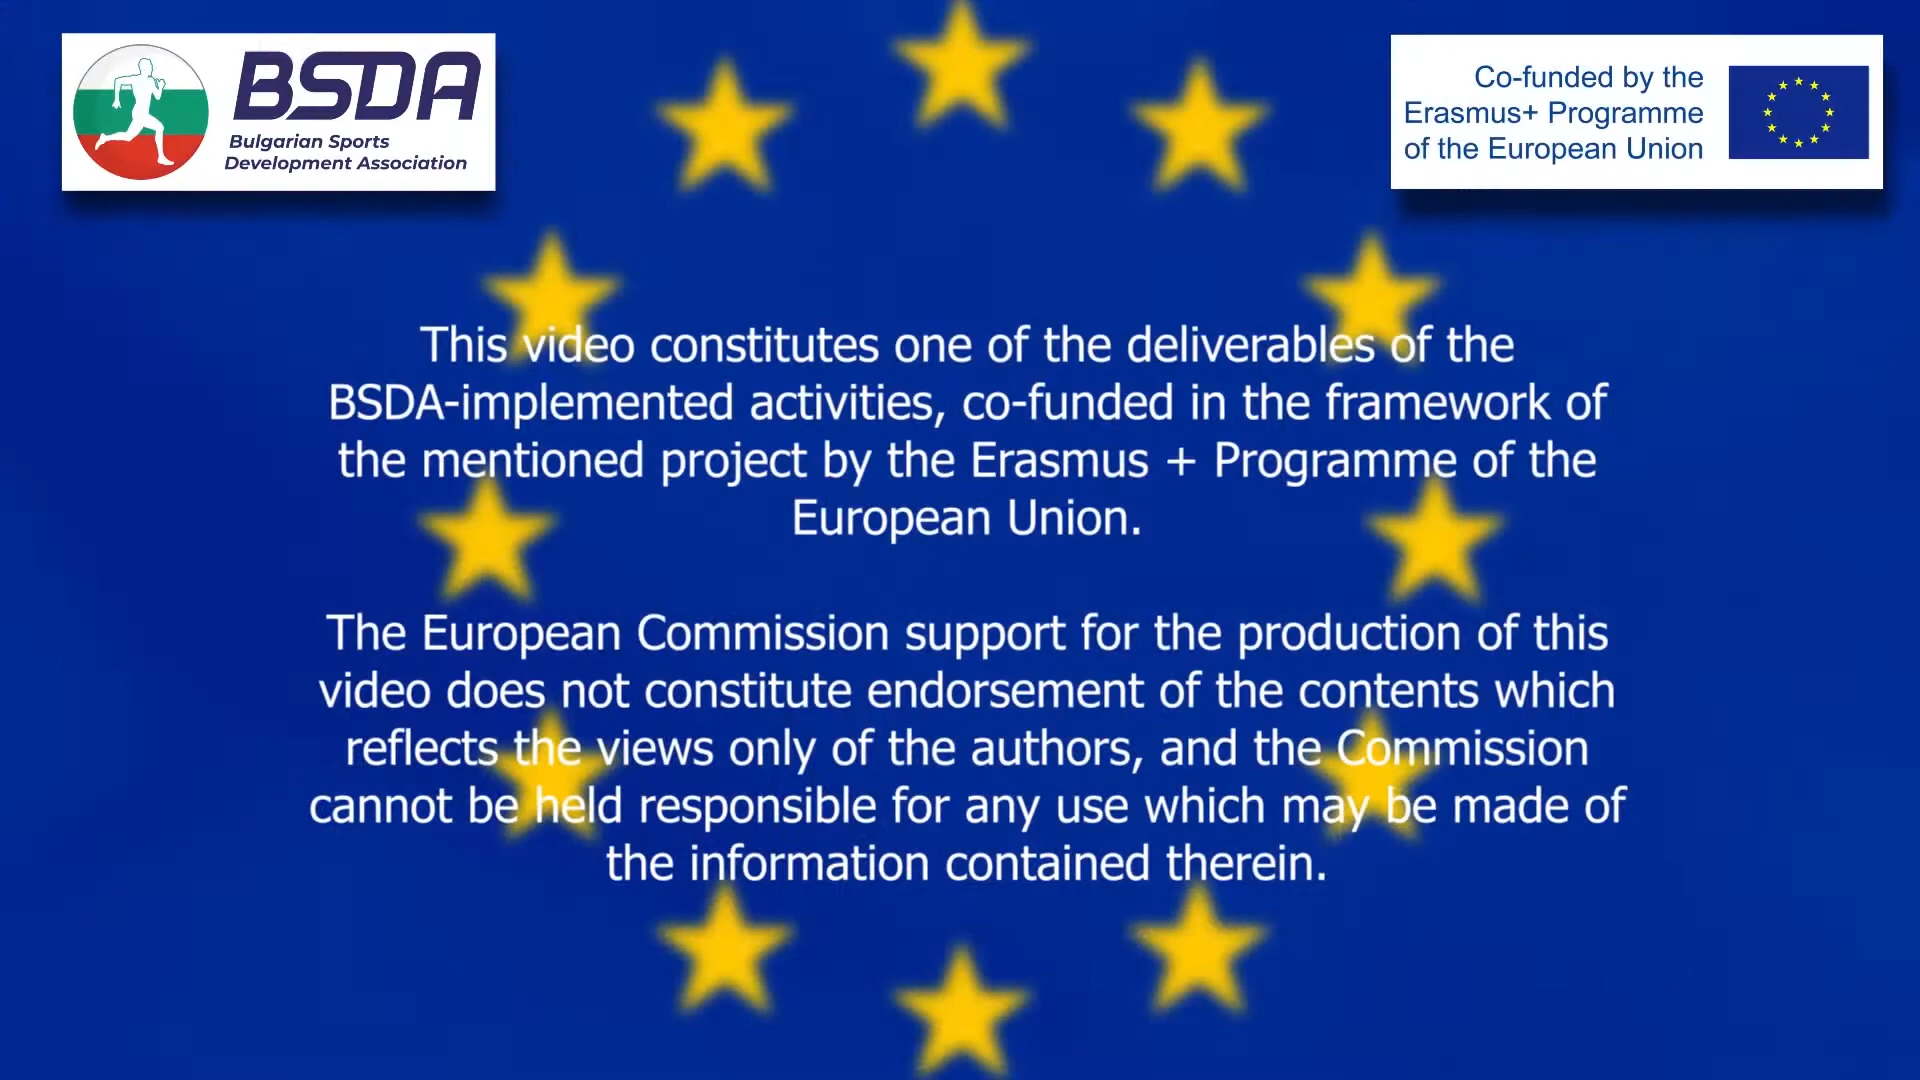 BSDA
Bulgarian Sports
Development Association
Co-funded by the
Erasmus+ Programme
of the European Union
This video constitutes one of the deliverables of the
BSDA-implemented activities, co-funded in the framework of
the mentioned project by the Erasmus + Programme of the
European Union.
The European Commission support for the production of this
video does not constitute endorsement of the contents which
reflects the views only of the authors, and the Commission
cannot be held responsible for any use which may be made of
the information contained therein.